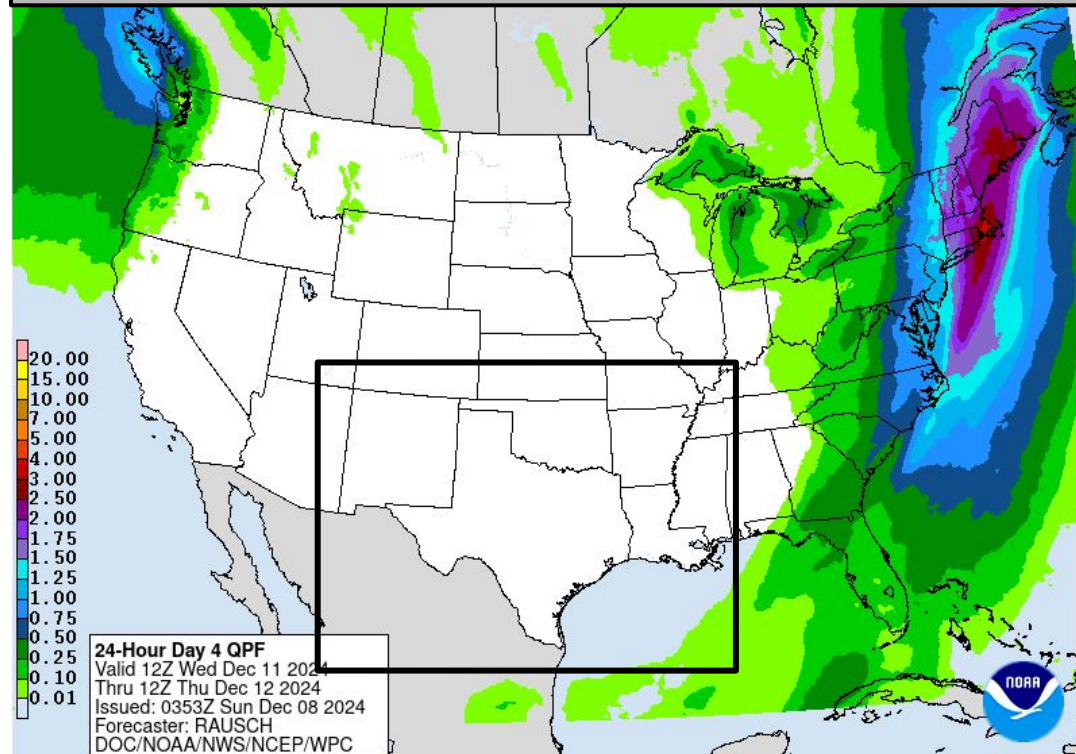 20.00
15.00
10.00
7.00
5.00
4.00
3.00
2.50
2.00
1.75
1.50
1.25
1.00
0.75
0.50
0.25
0.10
0.01
24-Hour Day 4 QPF
Valid 12Z Wed Dec 11 2024
Thru 12Z Thu Dec 12 2024
Issued: 0353Z Sun Dec 08 2024
Forecaster: RAUSCH
DOC/NOAA/NWS/NCEP/WPC
NOAA